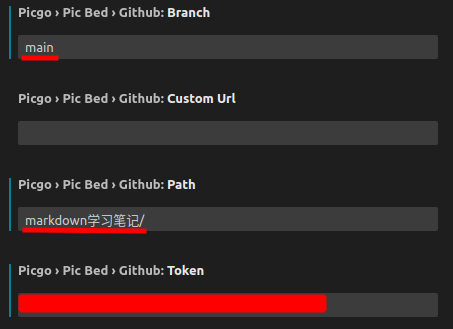 Picgo › Pic Bed › Github: Branch
main
Picgo › Pic Bed › Github: Custom Url
Picgo › Pic Bed › Github: Path
markdown学习笔记/
Picgo › Pic Bed › Github: Token